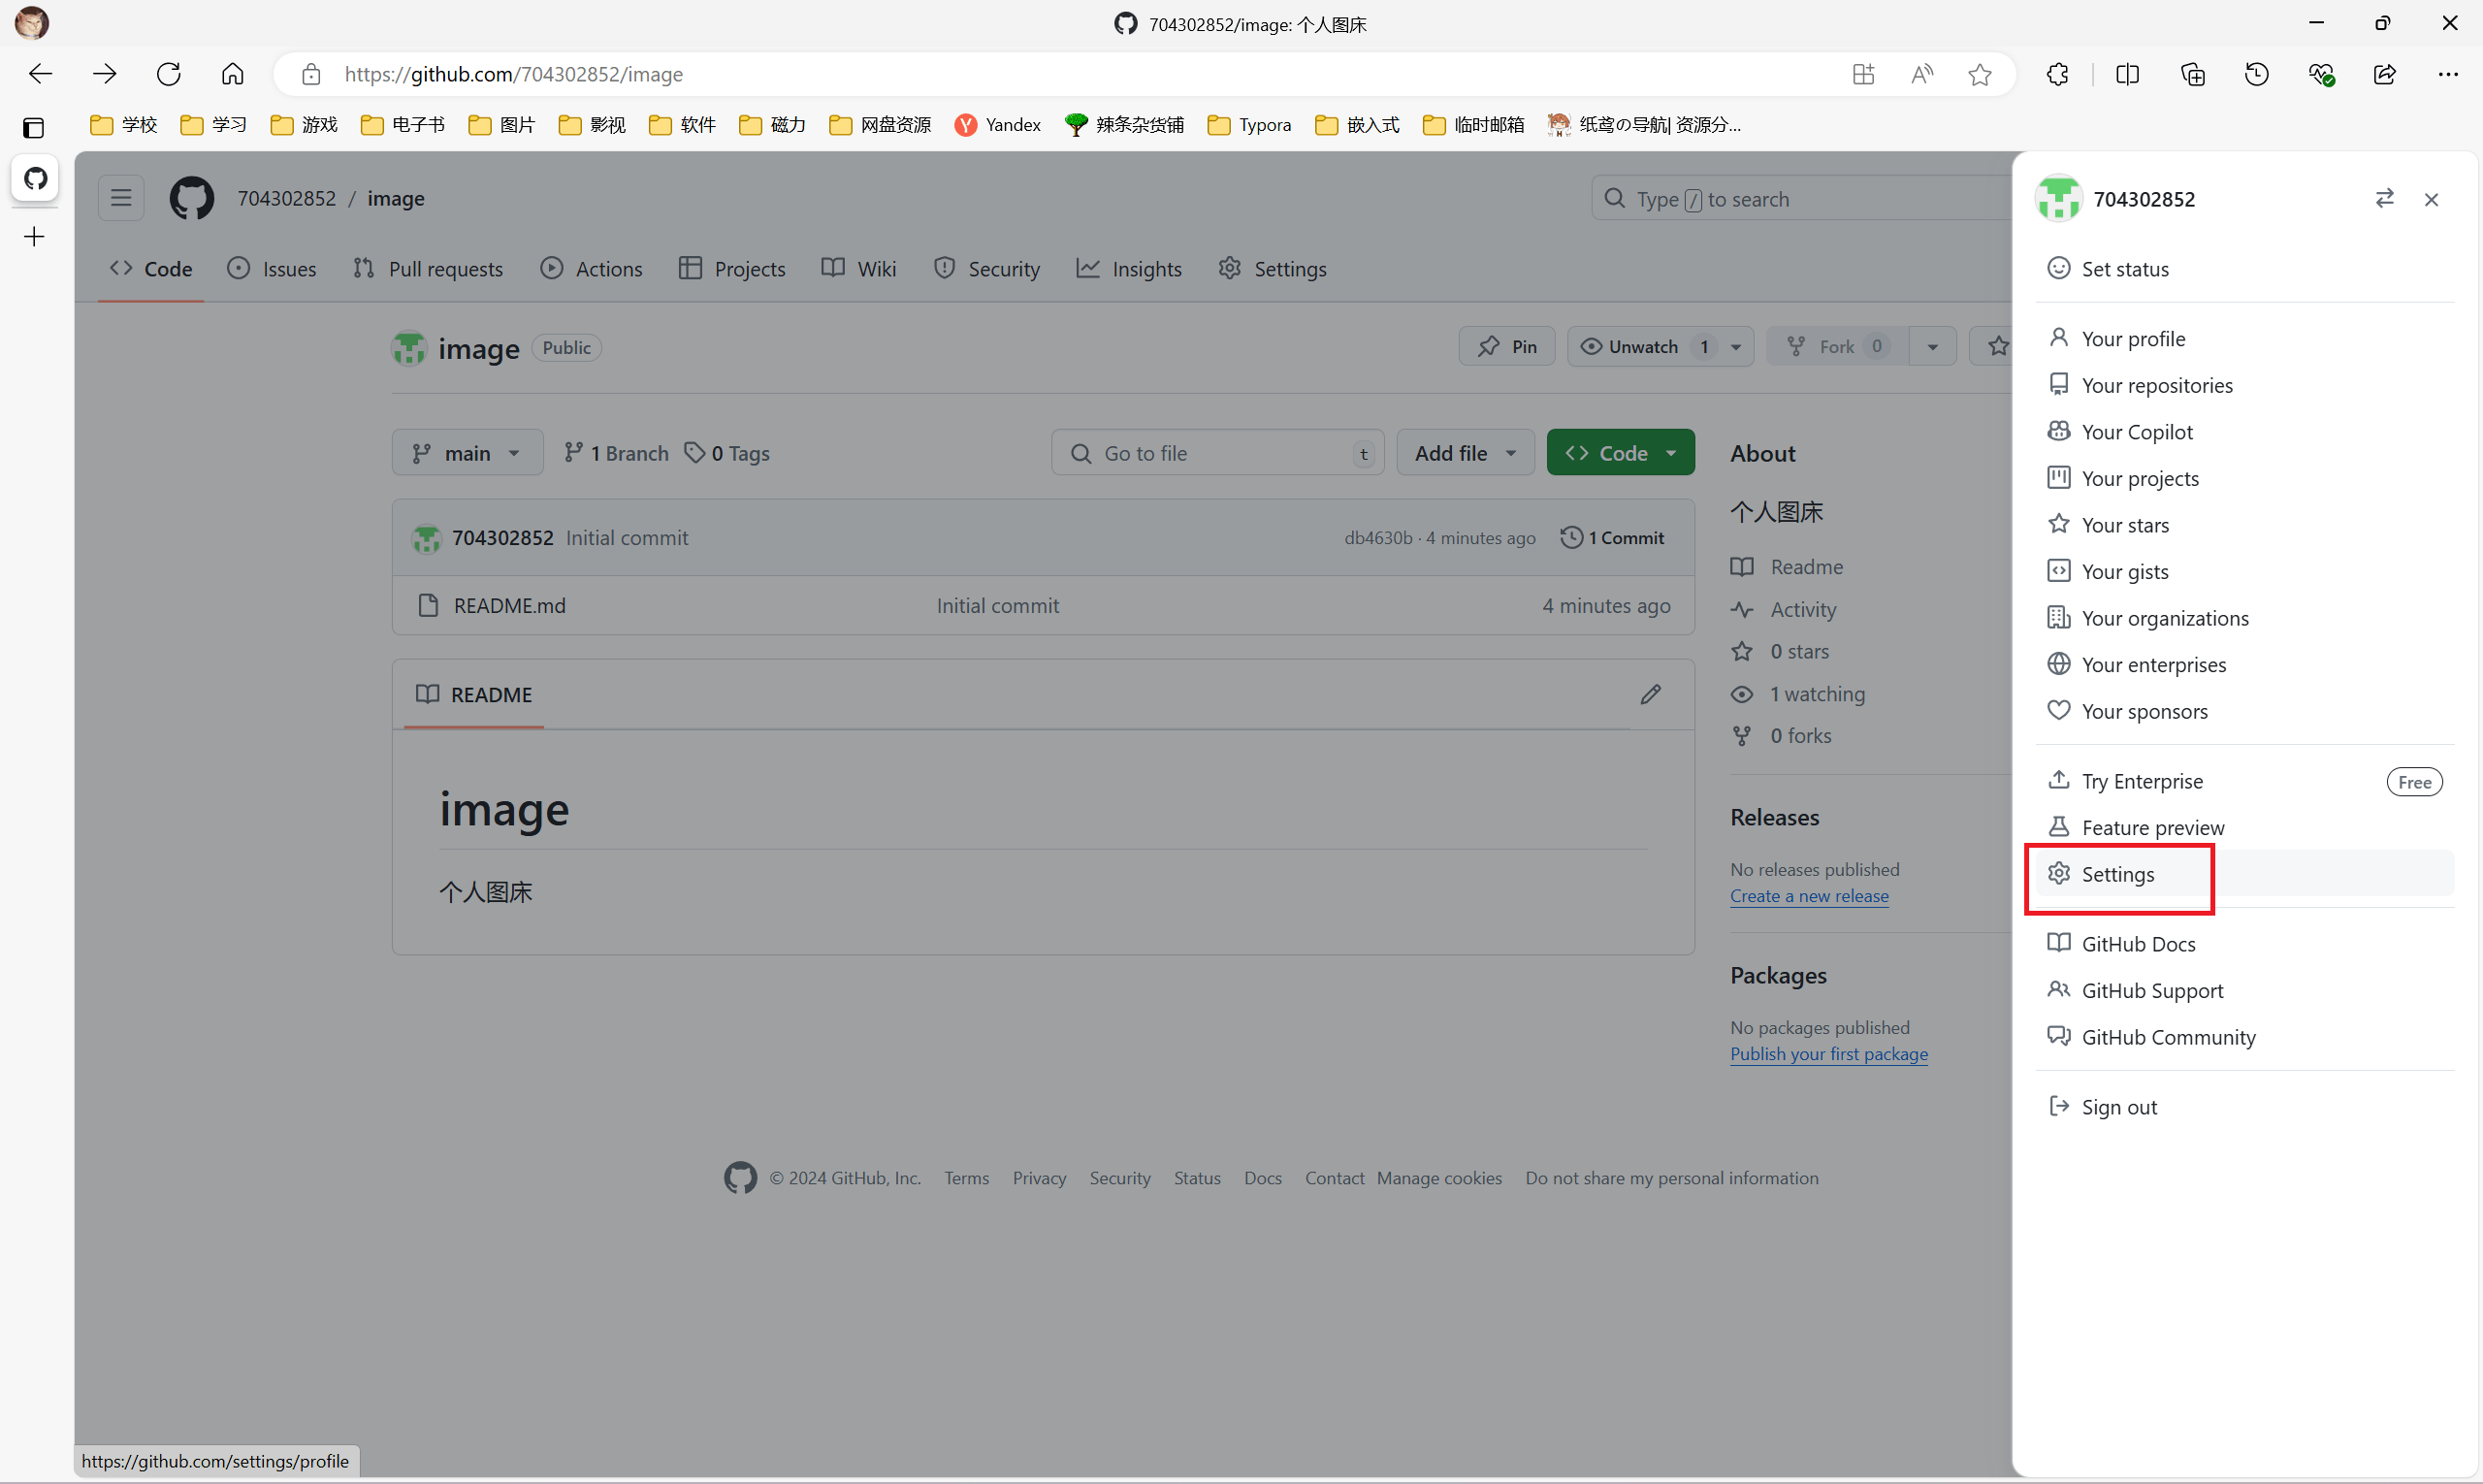 704302852/image: 个人图床
https://github.com/704302852/image
学校 学习 游戏 电子书 图片 影视 软件 磁力 网盘资源 Yandex 辣条杂货铺 Typora 嵌入式 临时邮箱 纸鸢の导航| 资源分...
704302852 / image
Type / to search
Code Issues Pull requests Actions Projects Wiki Security Insights Settings
image Public
Pin Unwatch 1 Fork 0
main 1 Branch 0 Tags
Go to file t Add file Code
704302852 Initial commit db4630b · 4 minutes ago 1 Commit
README.md Initial commit 4 minutes ago
README
image
个人图床
About
个人图床
Readme
Activity
0 stars
1 watching
0 forks
Releases
No releases published
Create a new release
Packages
No packages published
Publish your first package
© 2024 GitHub, Inc. Terms Privacy Security Status Docs Contact Manage cookies Do not share my personal information
704302852
Set status
Your profile
Your repositories
Your Copilot
Your projects
Your stars
Your gists
Your organizations
Your enterprises
Your sponsors
Try Enterprise Free
Feature preview
Settings
GitHub Docs
GitHub Support
GitHub Community
Sign out
https://github.com/settings/profile